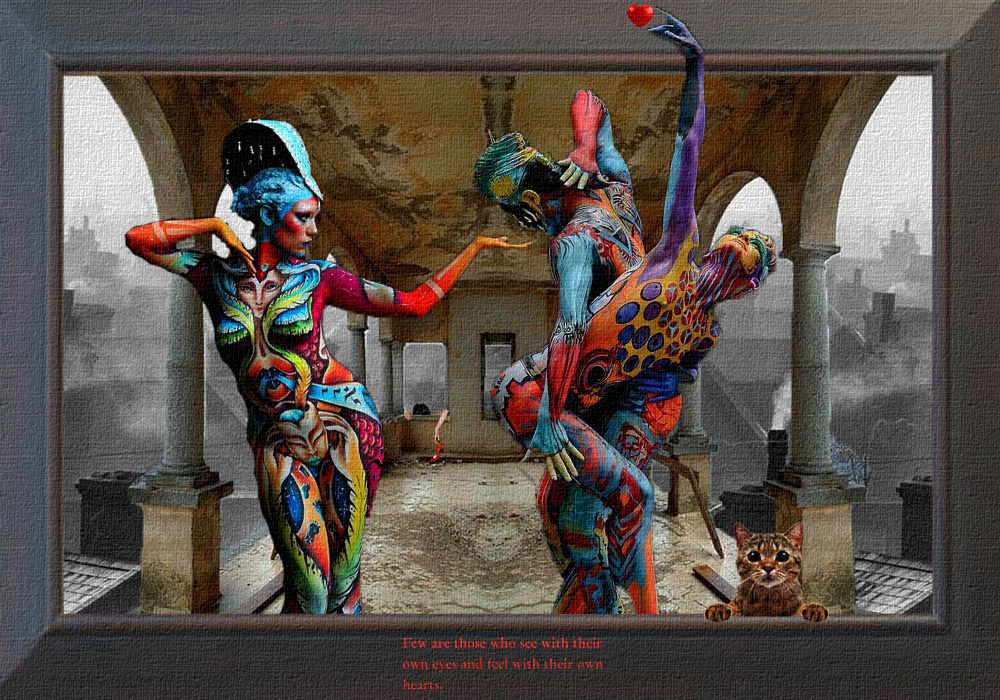 Few are those who see with their
own eyes and feel with their own
hearts.